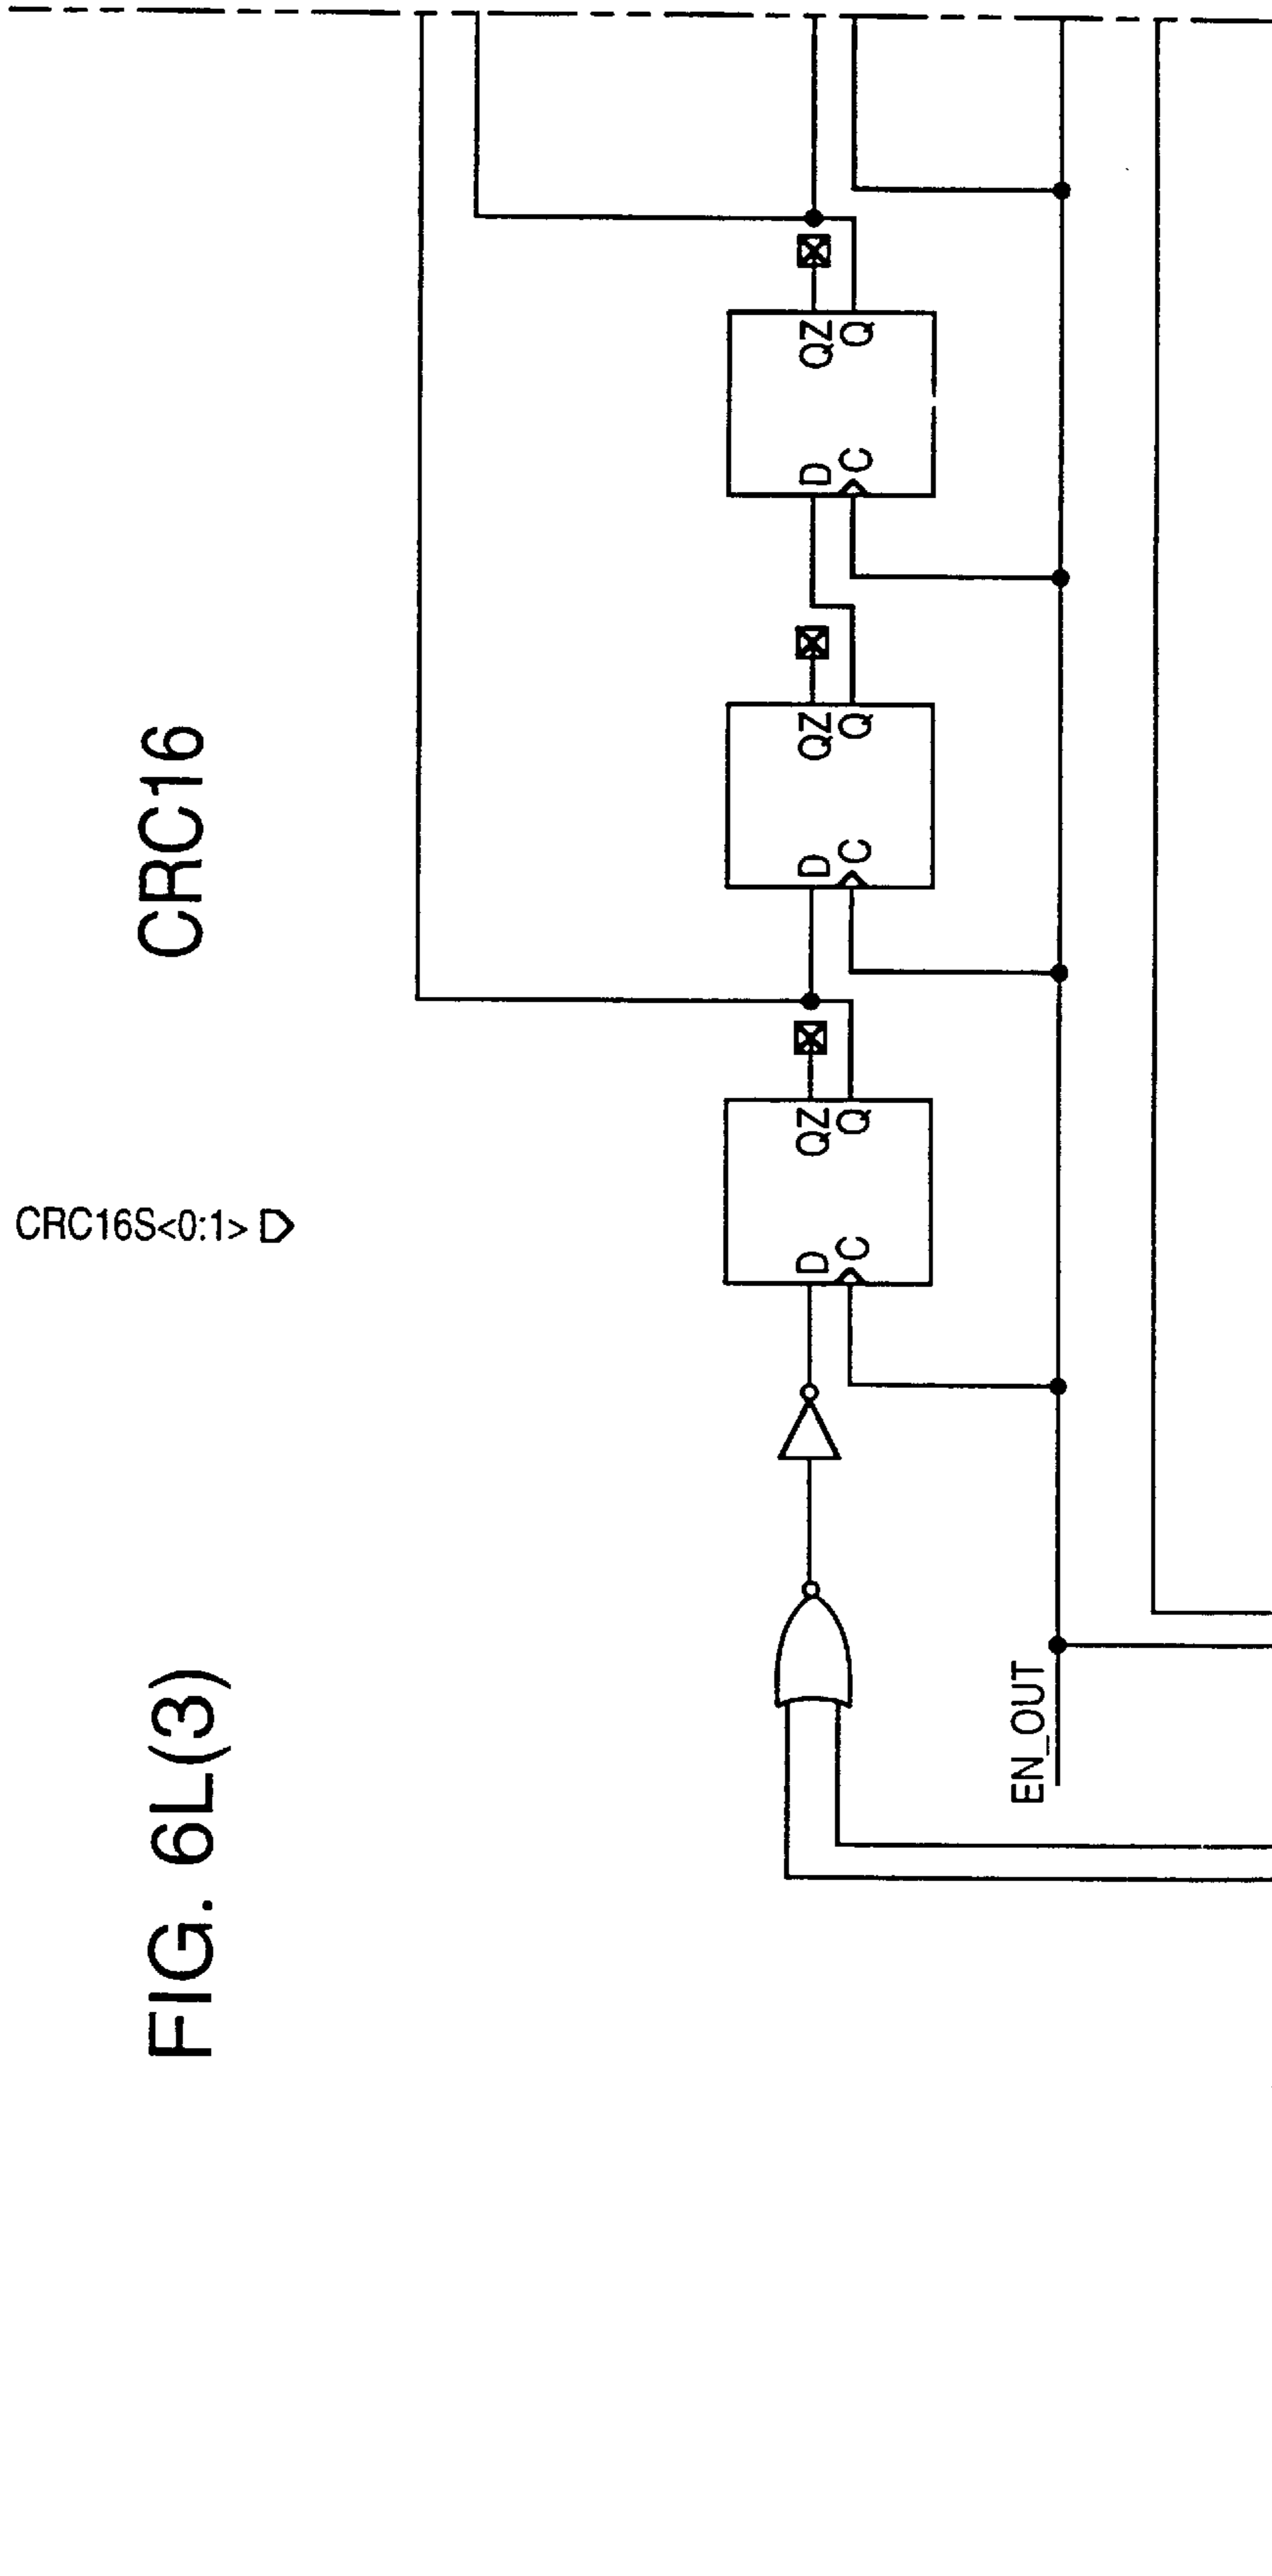 FIG. 6L(3)
CRC16
CRC16S<0:1>
D
C
QZ
Q
D
C
QZ
Q
D
C
QZ
Q
EN_OUT